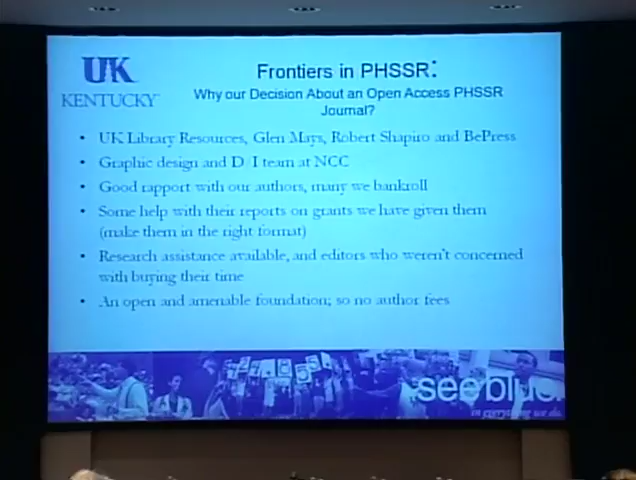 UK
KENTUCKY
Frontiers in PHSSR:
Why our Decision About an Open Access PHSSR
Journal?
• UK Library Resources, Glen Mays, Robert Shapiro and BePress
• Graphic design and D/I team at NCC
• Good rapport with our authors, many we bankroll
• Some help with their reports on grants we have given them
(make them in the right format)
• Research assistance available, and editors who weren't concerned
with buying their time
• An open and amenable foundation; so no author fees
see blue.
in everything we do.